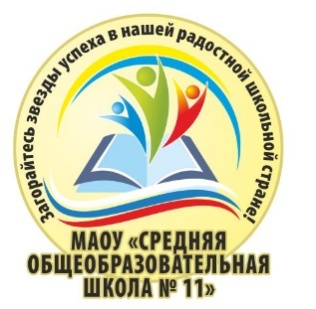 Загорайтесь звезды успеха в нашей радостной школьной стране!
МАОУ «СРЕДНЯЯ
ОБЩЕОБРАЗОВАТЕЛЬНАЯ
ШКОЛА № 11»